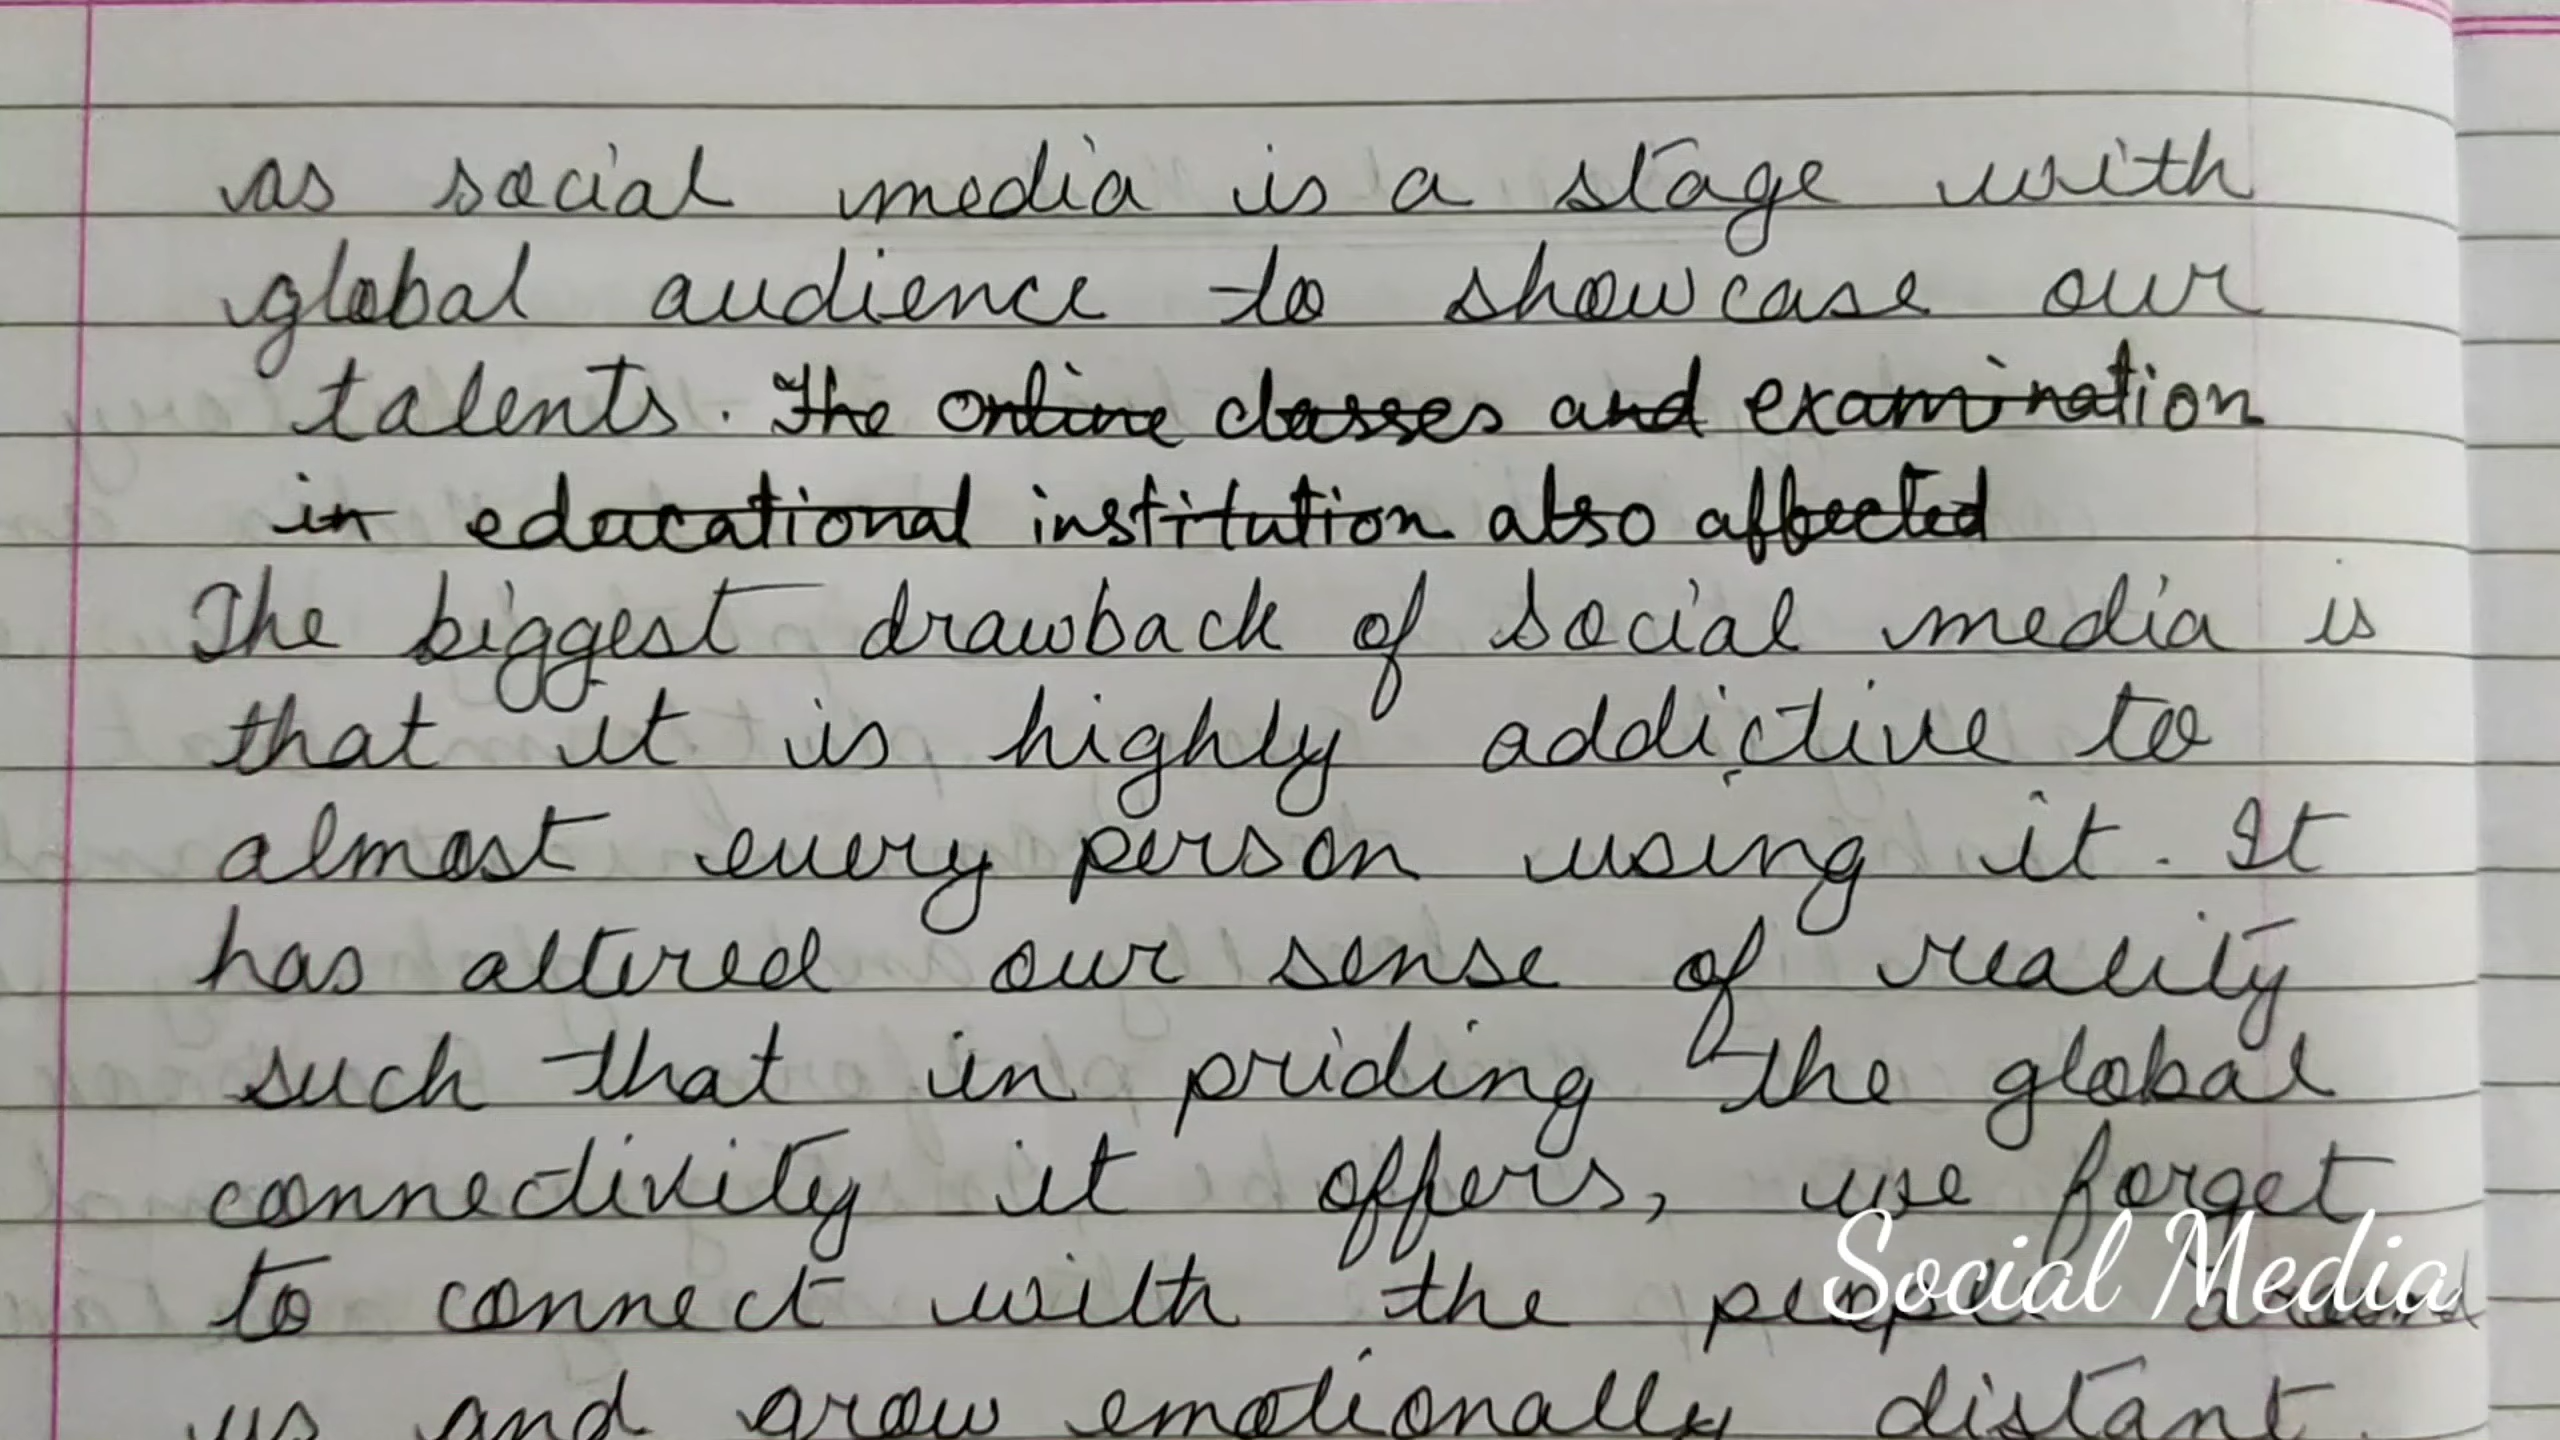 as social media is a stage with
global audience to showcase our
talents. The online classes and examination
in educational institution also affected
The biggest drawback of social media is
that it is highly addictive to
almost every person using it. It
has altered our sense of reality
such that in priding the global
connectivity it offers, we forget
to connect with the people around
Social Media
us and grow emotionally distant.